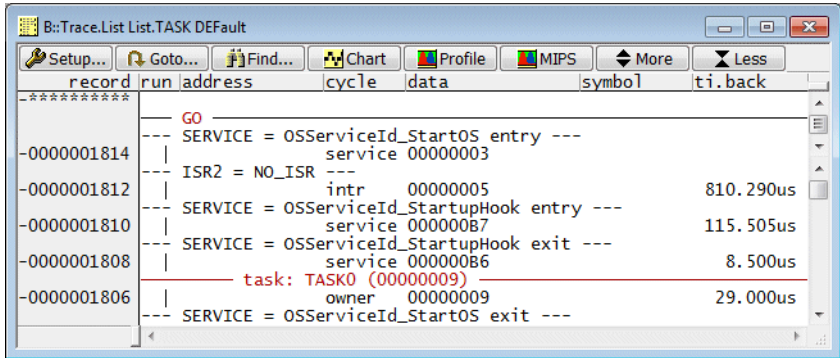 B::Trace.List List.TASK DEFault
Setup... Goto... Find... Chart Profile MIPS More Less
record run address cycle data symbol ti.back
-**********
GO
--- SERVICE = OSServiceId_StartOS entry ---
-0000001814 | service 00000003
--- ISR2 = NO_ISR ---
-0000001812 | intr 00000005 810.290us
--- SERVICE = OSServiceId_StartupHook entry ---
-0000001810 | service 000000B7 115.505us
--- SERVICE = OSServiceId_StartupHook exit ---
-0000001808 | service 000000B6 8.500us
task: TASK0 (00000009)
-0000001806 | owner 00000009 29.000us
--- SERVICE = OSServiceId_StartOS exit ---